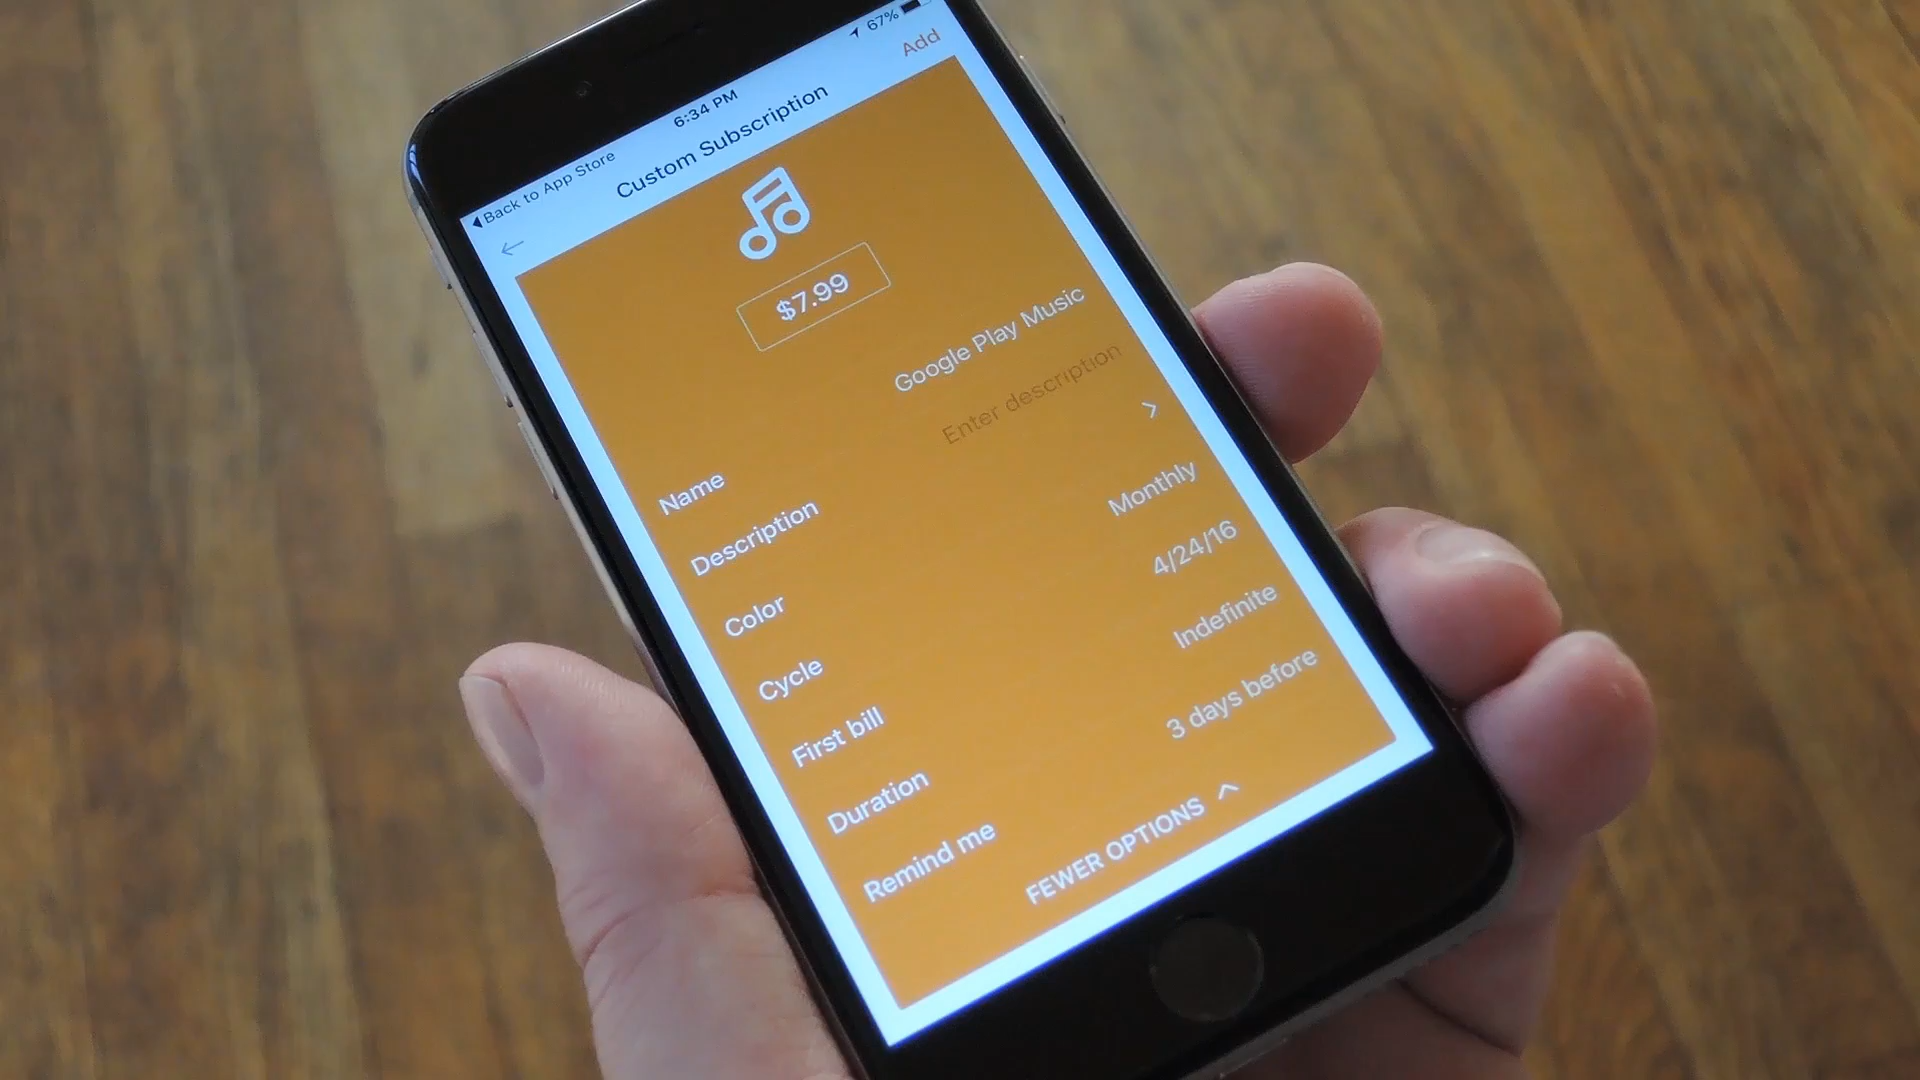 ◀ Back to App Store 6:34 PM 67%
Custom Subscription Add
$7.99
Name Google Play Music
Description Enter description
Color
Cycle Monthly
First bill 4/24/16
Duration Indefinite
Remind me 3 days before
FEWER OPTIONS